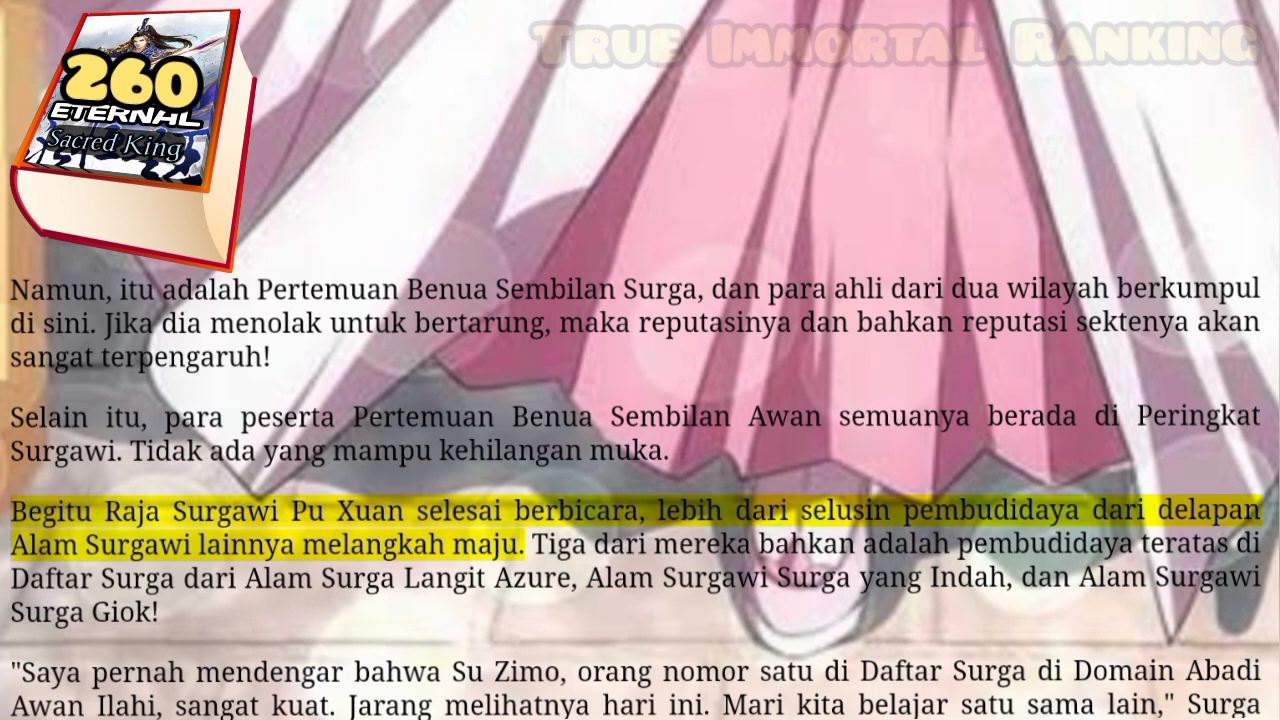 True Immortal Ranking
260
ETERNAL
Sacred King
Namun, itu adalah Pertemuan Benua Sembilan Surga, dan para ahli dari dua wilayah berkumpul
di sini. Jika dia menolak untuk bertarung, maka reputasinya dan bahkan reputasi sektenya akan
sangat terpengaruh!
Selain itu, para peserta Pertemuan Benua Sembilan Awan semuanya berada di Peringkat
Surgawi. Tidak ada yang mampu kehilangan muka.
Begitu Raja Surgawi Pu Xuan selesai berbicara, lebih dari selusin pembudidaya dari delapan
Alam Surgawi lainnya melangkah maju. Tiga dari mereka bahkan adalah pembudidaya teratas di
Daftar Surga dari Alam Surga Langit Azure, Alam Surgawi Surga yang Indah, dan Alam Surgawi
Surga Giok!
"Saya pernah mendengar bahwa Su Zimo, orang nomor satu di Daftar Surga di Domain Abadi
Awan Ilahi, sangat kuat. Jarang melihatnya hari ini. Mari kita belajar satu sama lain," Surga